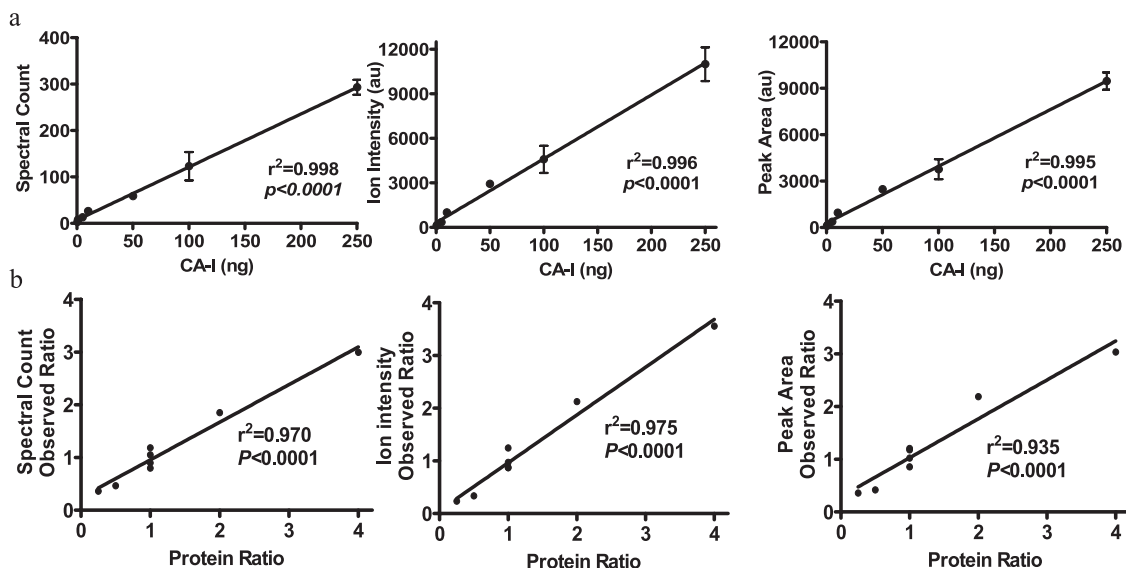 a
400
300
200
100
0
Spectral Count
r²=0.998
p<0.0001
0 50 100 150 200 250
CA-I (ng)
12000
9000
6000
3000
0
Ion Intensity (au)
r²=0.996
p<0.0001
0 50 100 150 200 250
CA-I (ng)
12000
9000
6000
3000
0
Peak Area (au)
r²=0.995
p<0.0001
0 50 100 150 200 250
CA-I (ng)
b
4
3
2
1
0
Spectral Count
Observed Ratio
r²=0.970
P<0.0001
0 1 2 3 4
Protein Ratio
4
3
2
1
0
Ion intensity
Observed Ratio
r²=0.975
P<0.0001
0 1 2 3 4
Protein Ratio
4
3
2
1
0
Peak Area
Observed Ratio
r²=0.935
P<0.0001
0 1 2 3 4
Protein Ratio